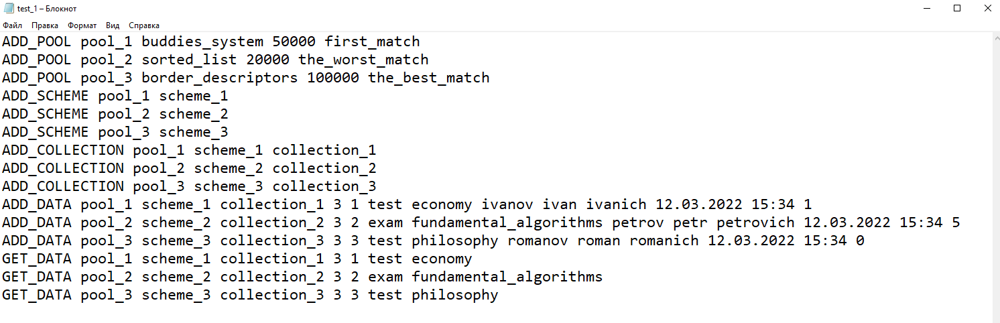 test_1 – Блокнот
Файл Правка Формат Вид Справка
ADD_POOL pool_1 buddies_system 50000 first_match
ADD_POOL pool_2 sorted_list 20000 the_worst_match
ADD_POOL pool_3 border_descriptors 100000 the_best_match
ADD_SCHEME pool_1 scheme_1
ADD_SCHEME pool_2 scheme_2
ADD_SCHEME pool_3 scheme_3
ADD_COLLECTION pool_1 scheme_1 collection_1
ADD_COLLECTION pool_2 scheme_2 collection_2
ADD_COLLECTION pool_3 scheme_3 collection_3
ADD_DATA pool_1 scheme_1 collection_1 3 1 test economy ivanov ivan ivanich 12.03.2022 15:34 1
ADD_DATA pool_2 scheme_2 collection_2 3 2 exam fundamental_algorithms petrov petr petrovich 12.03.2022 15:34 5
ADD_DATA pool_3 scheme_3 collection_3 3 3 test philosophy romanov roman romanich 12.03.2022 15:34 0
GET_DATA pool_1 scheme_1 collection_1 3 1 test economy
GET_DATA pool_2 scheme_2 collection_2 3 2 exam fundamental_algorithms
GET_DATA pool_3 scheme_3 collection_3 3 3 test philosophy